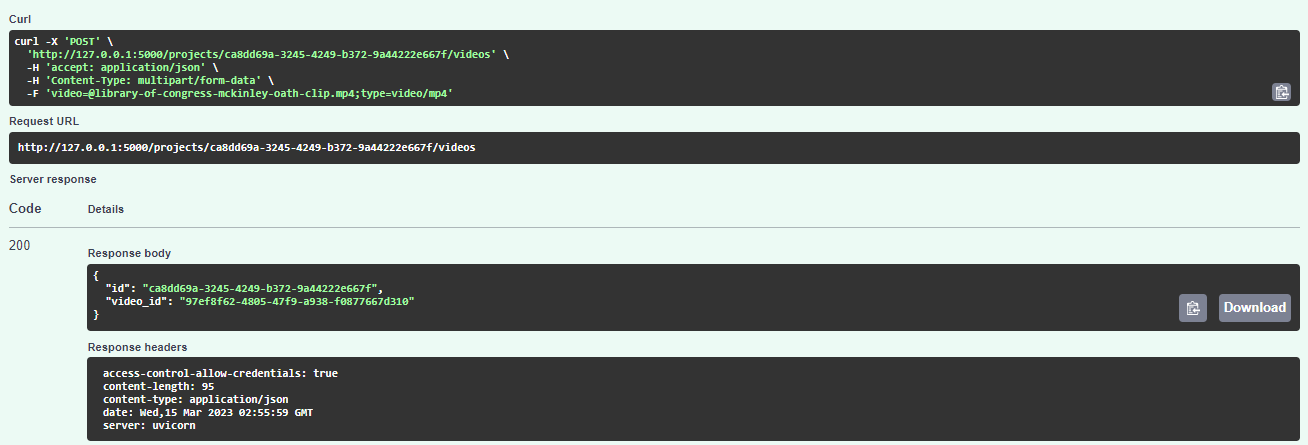 Curl
curl -X 'POST' \
  'http://127.0.0.1:5000/projects/ca8dd69a-3245-4249-b372-9a44222e667f/videos' \
  -H 'accept: application/json' \
  -H 'Content-Type: multipart/form-data' \
  -F 'video=@library-of-congress-mckinley-oath-clip.mp4;type=video/mp4'
Request URL
http://127.0.0.1:5000/projects/ca8dd69a-3245-4249-b372-9a44222e667f/videos
Server response
Code Details
200
Response body
{
  "id": "ca8dd69a-3245-4249-b372-9a44222e667f",
  "video_id": "97ef8f62-4805-47f9-a938-f0877667d310"
}
Download
Response headers
access-control-allow-credentials: true
content-length: 95
content-type: application/json
date: Wed,15 Mar 2023 02:55:59 GMT
server: uvicorn